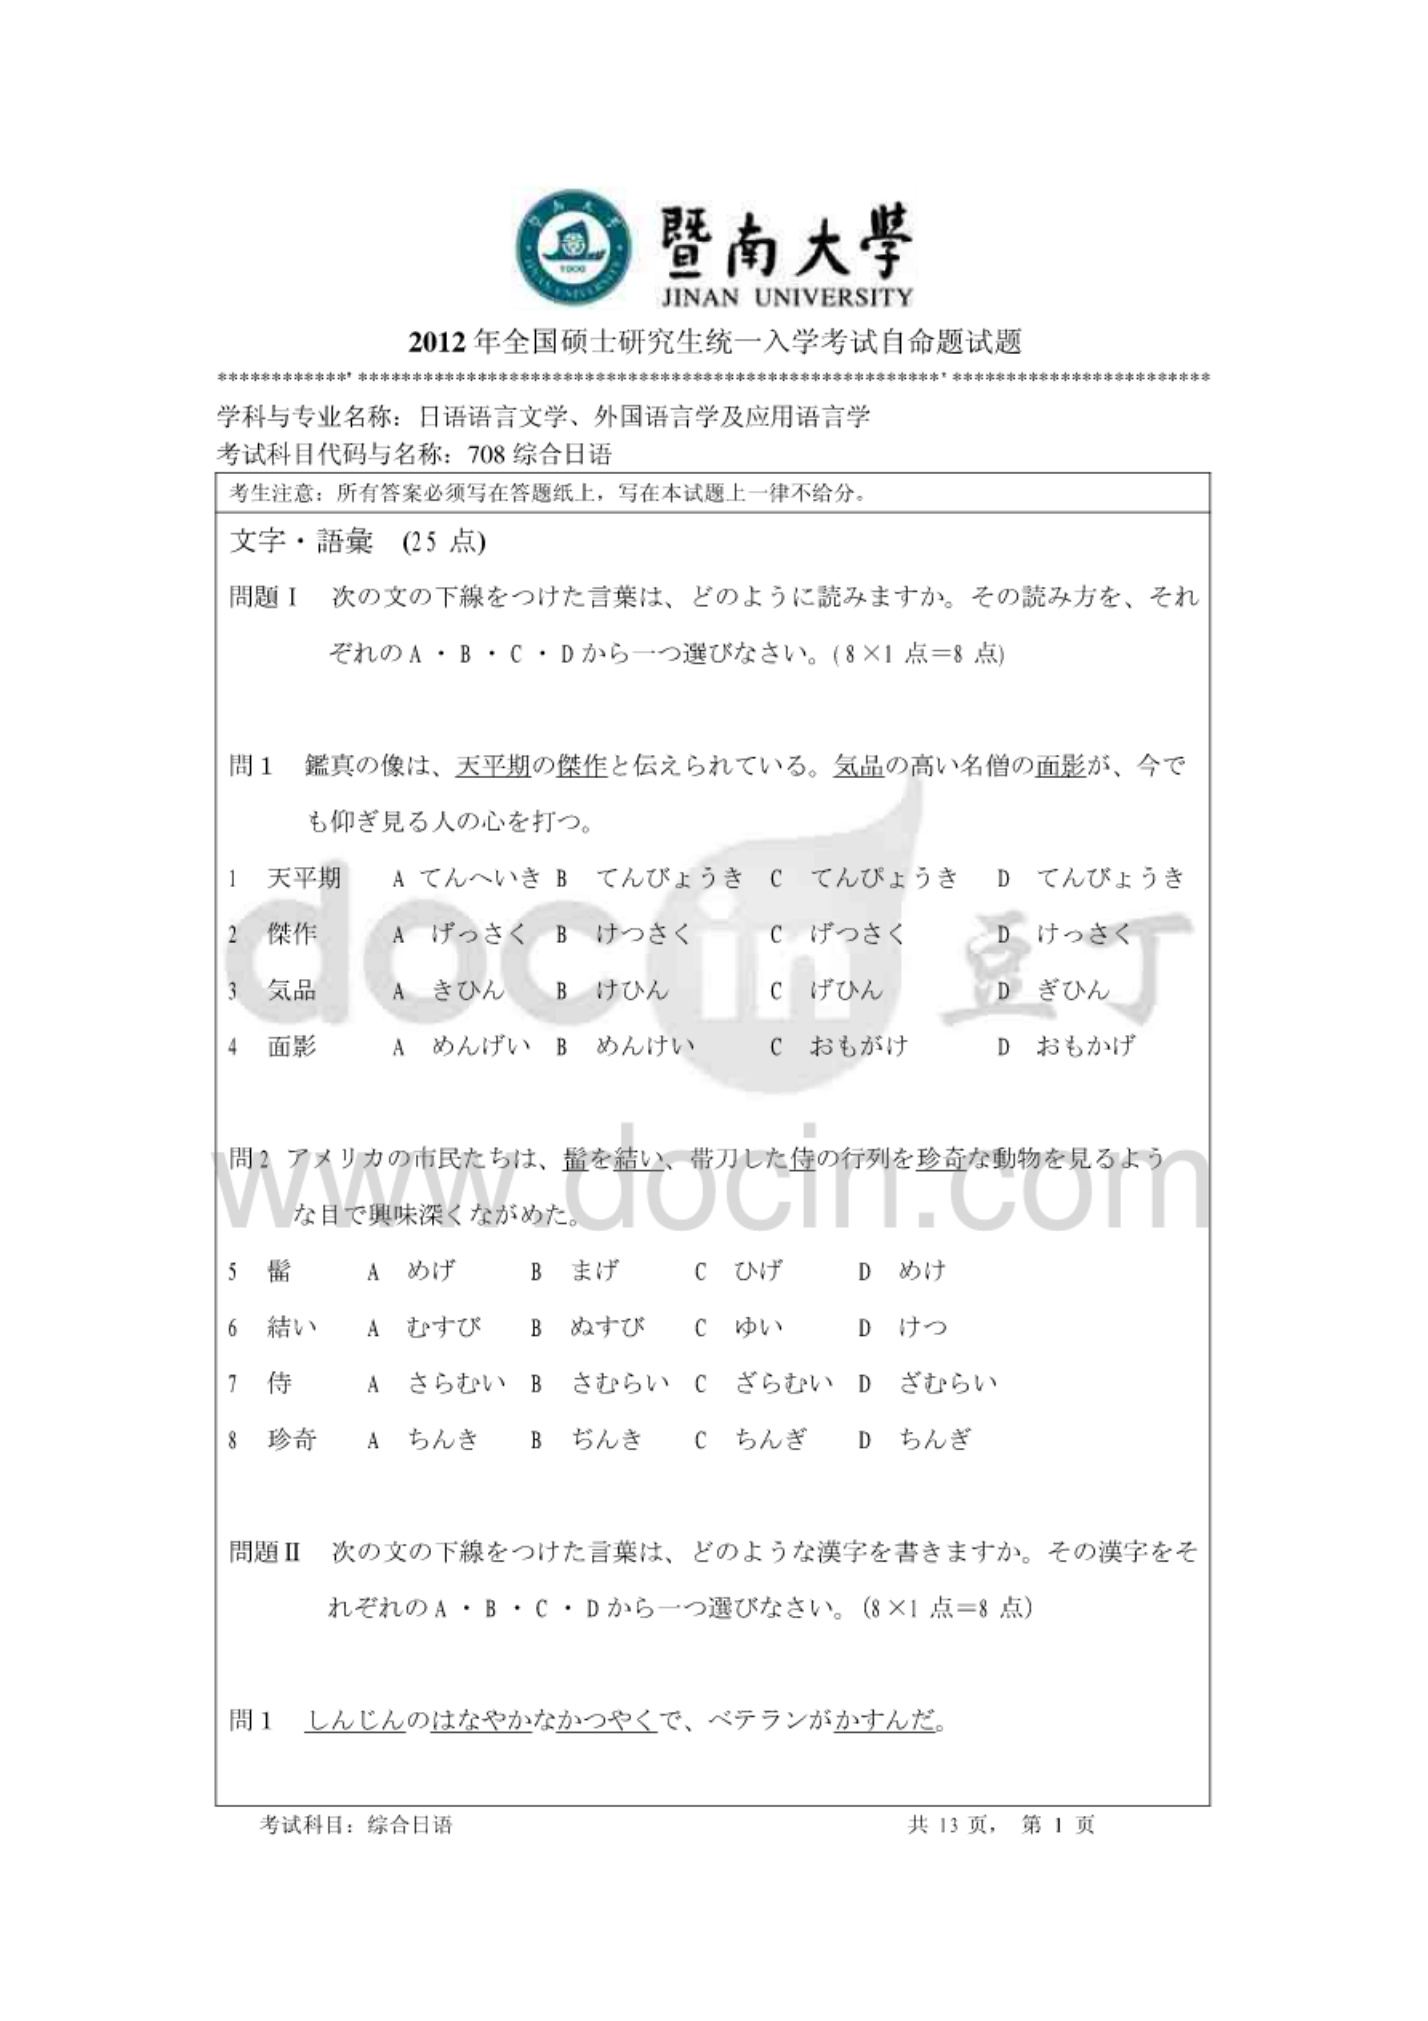 暨南大學
JINAN UNIVERSITY
2012 年全国硕士研究生统一入学考试自命题试题
学科与专业名称：日语语言文学、外国语言学及应用语言学
考试科目代码与名称：708 综合日语
考生注意：所有答案必须写在答题纸上，写在本试题上一律不给分。
文字・語彙 (25 点)
問題Ⅰ 次の文の下線をつけた言葉は、どのように読みますか。その読み方を、それ
ぞれの A ・ B ・ C ・ D から一つ選びなさい。( 8×1 点＝8 点)
問 1 鑑真の像は、天平期の傑作と伝えられている。気品の高い名僧の面影が、今で
も仰ぎ見る人の心を打つ。
1 天平期 A てんへいき B てんびょうき C てんぴょうき D てんびょうき
2 傑作 A げっさく B けつさく C げつさく D けっさく
3 気品 A きひん B けひん C げひん D ぎひん
4 面影 A めんげい B めんけい C おもがけ D おもかげ
問 2 アメリカの市民たちは、髷を結い、帯刀した侍の行列を珍奇な動物を見るよう
な目で興味深くながめた。
5 髷 A めげ B まげ C ひげ D めけ
6 結い A むすび B ぬすび C ゆい D けつ
7 侍 A さらむい B さむらい C ざらむい D ざむらい
8 珍奇 A ちんき B ぢんき C ちんぎ D ちんぎ
問題Ⅱ 次の文の下線をつけた言葉は、どのような漢字を書きますか。その漢字をそ
れぞれの A ・ B ・ C ・ D から一つ選びなさい。（8×1 点＝8 点）
問 1 しんじんのはなやかなかつやくで、ベテランがかすんだ。
考试科目：综合日语 共 13 页， 第 1 页
docin 豆丁
www.docin.com